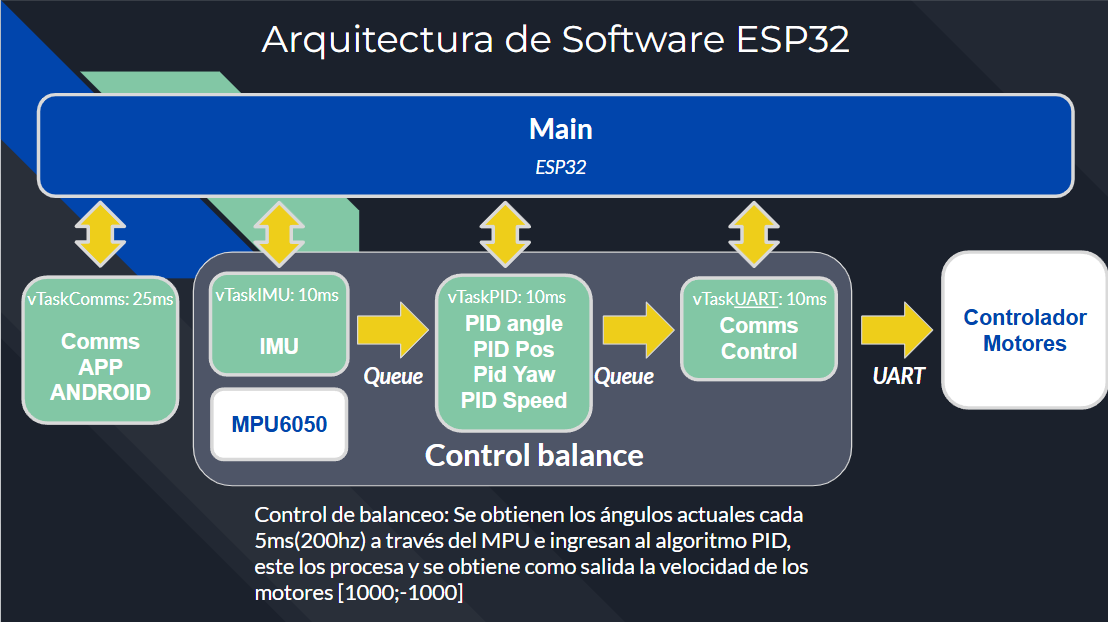 Arquitectura de Software ESP32
Main
ESP32
vTaskComms: 25ms
Comms
APP
ANDROID
vTaskIMU: 10ms
IMU
MPU6050
Queue
vTaskPID: 10ms
PID angle
PID Pos
Pid Yaw
PID Speed
Queue
vTaskUART: 10ms
Comms
Control
UART
Controlador
Motores
Control balance
Control de balanceo: Se obtienen los ángulos actuales cada
5ms(200hz) a través del MPU e ingresan al algoritmo PID,
este los procesa y se obtiene como salida la velocidad de los
motores [1000;-1000]